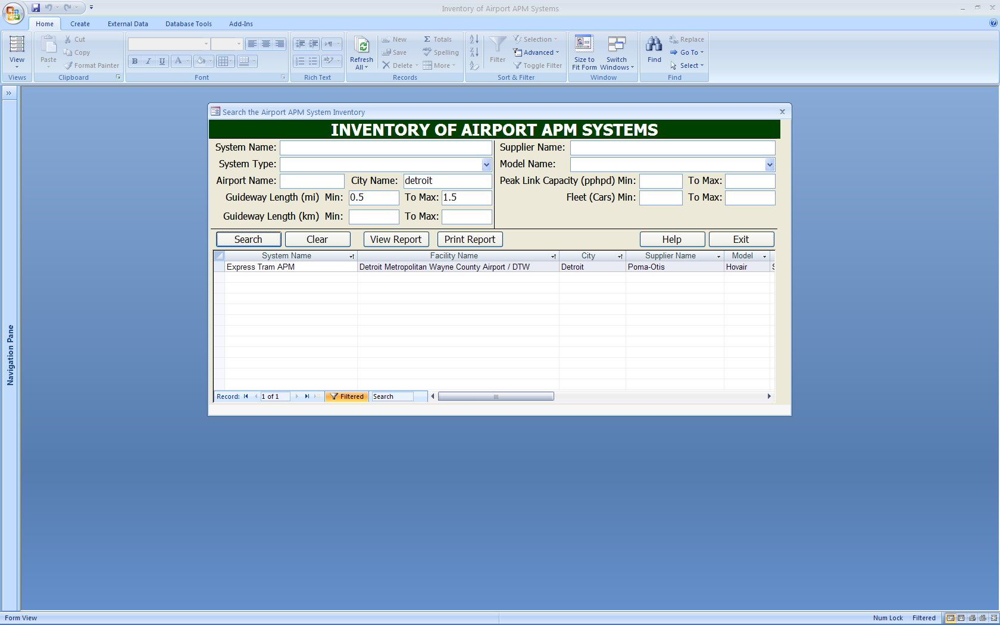 Inventory of Airport APM Systems
Home Create External Data Database Tools Add-Ins
View
Views
Paste
Cut
Copy
Format Painter
Clipboard
B I U A
Font
Rich Text
Refresh All
New
Save
Delete
Σ Totals
Spelling
More
Records
Filter
Selection
Advanced
Toggle Filter
Sort & Filter
Size to Fit Form
Switch Windows
Window
Find
Replace
Go To
Select
Find
Navigation Pane
Search the Airport APM System Inventory
INVENTORY OF AIRPORT APM SYSTEMS
System Name: Supplier Name:
System Type: Model Name:
Airport Name: City Name: detroit Peak Link Capacity (pphpd) Min: To Max:
Guideway Length (mi) Min: 0.5 To Max: 1.5 Fleet (Cars) Min: To Max:
Guideway Length (km) Min: To Max:
Search Clear View Report Print Report Help Exit
System Name Facility Name City Supplier Name Model
Express Tram APM Detroit Metropolitan Wayne County Airport / DTW Detroit Poma-Otis Hovair
Record: 1 of 1 Filtered Search
Form View Num Lock Filtered